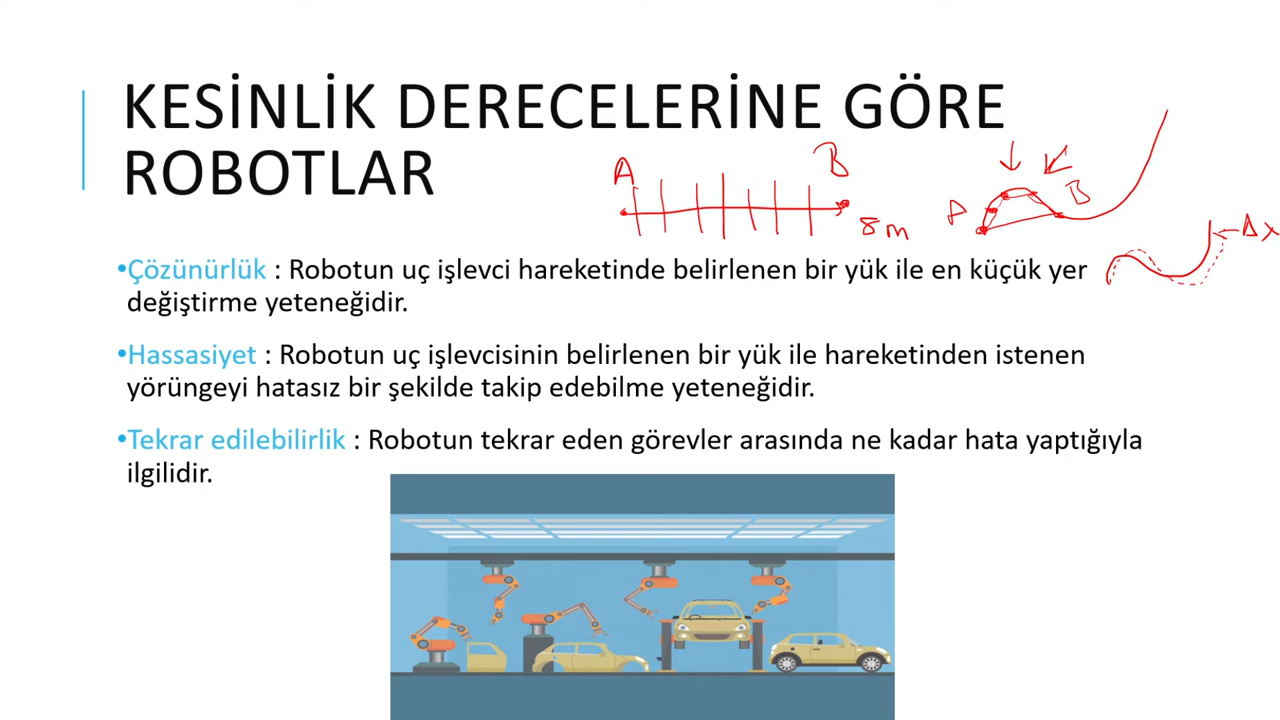 KESİNLİK DERECELERİNE GÖRE
ROBOTLAR
A
B
8m
A
B
Δx
•Çözünürlük : Robotun uç işlevci hareketinde belirlenen bir yük ile en küçük yer
değiştirme yeteneğidir.
•Hassasiyet : Robotun uç işlevcisinin belirlenen bir yük ile hareketinden istenen
yörüngeyi hatasız bir şekilde takip edebilme yeteneğidir.
•Tekrar edilebilirlik : Robotun tekrar eden görevler arasında ne kadar hata yaptığıyla
ilgilidir.